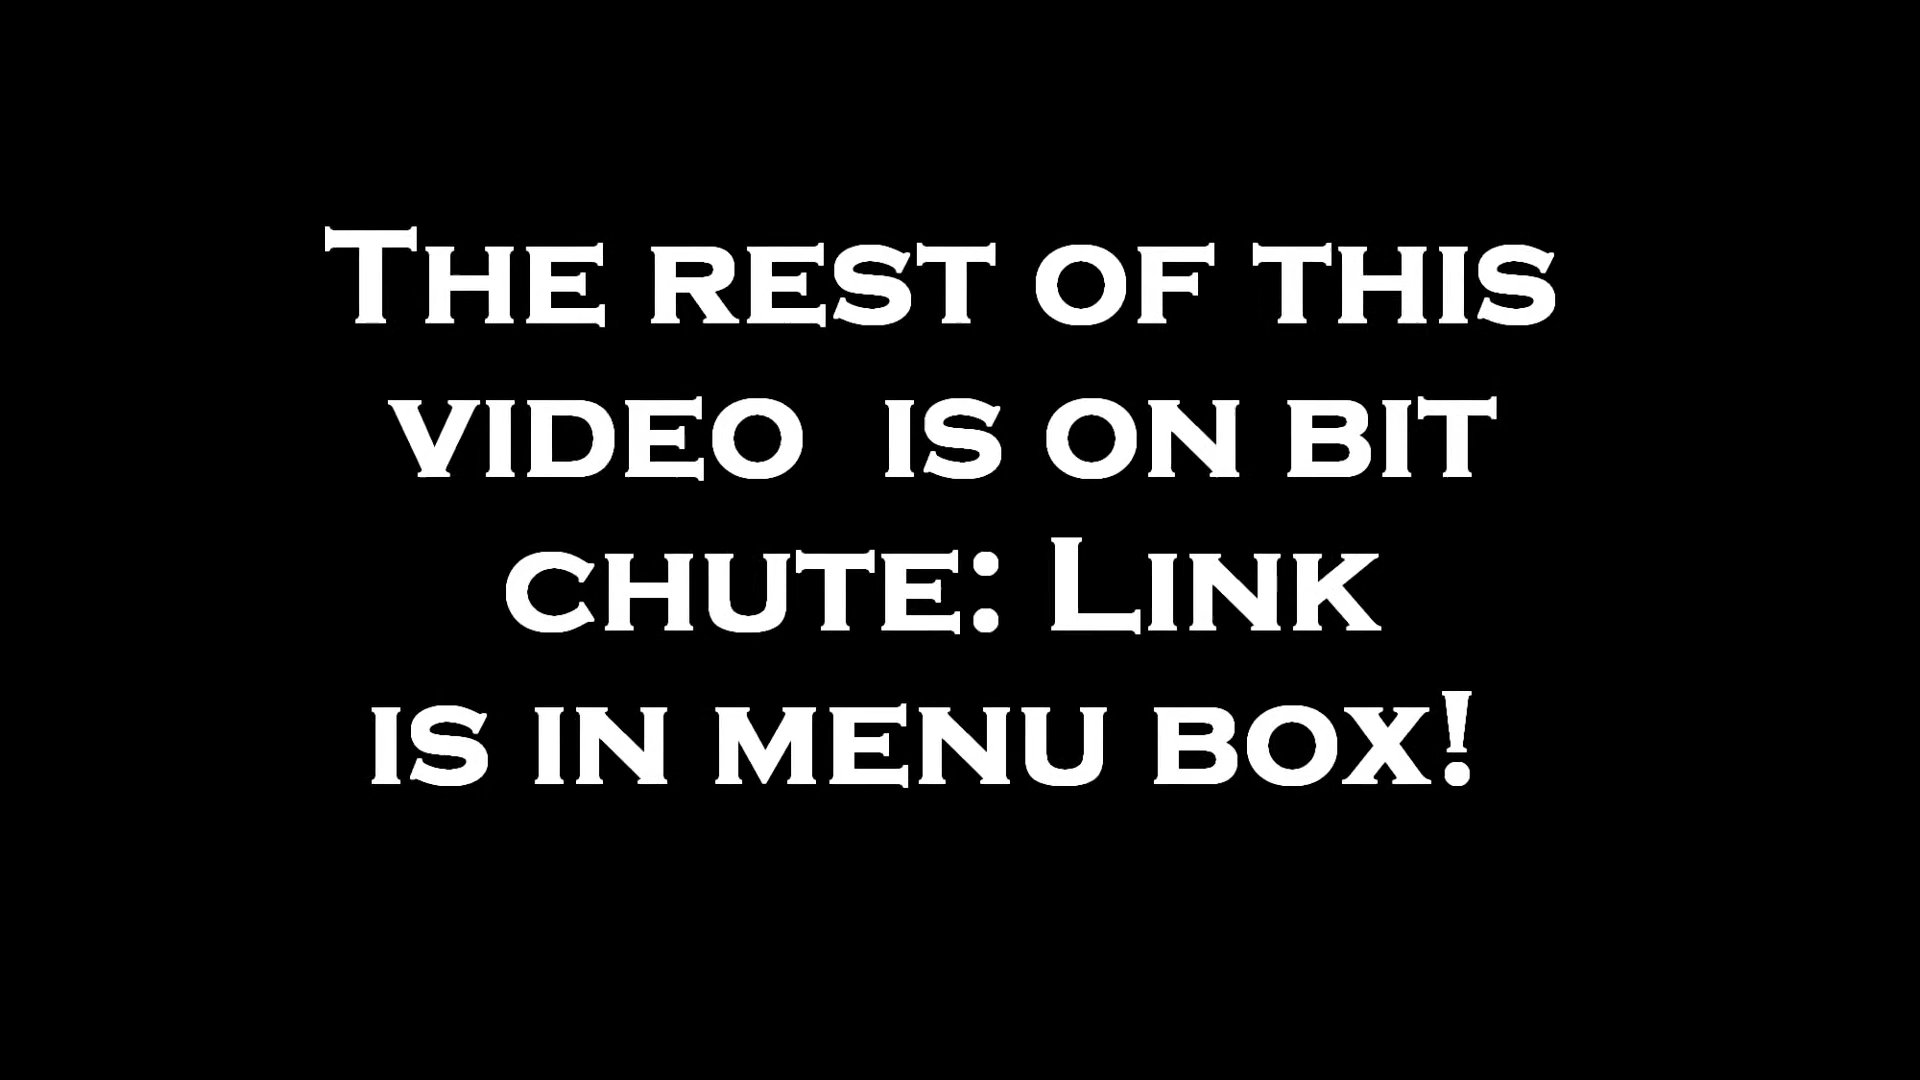 The rest of this
video  is on bit
chute: Link
is in menu box!